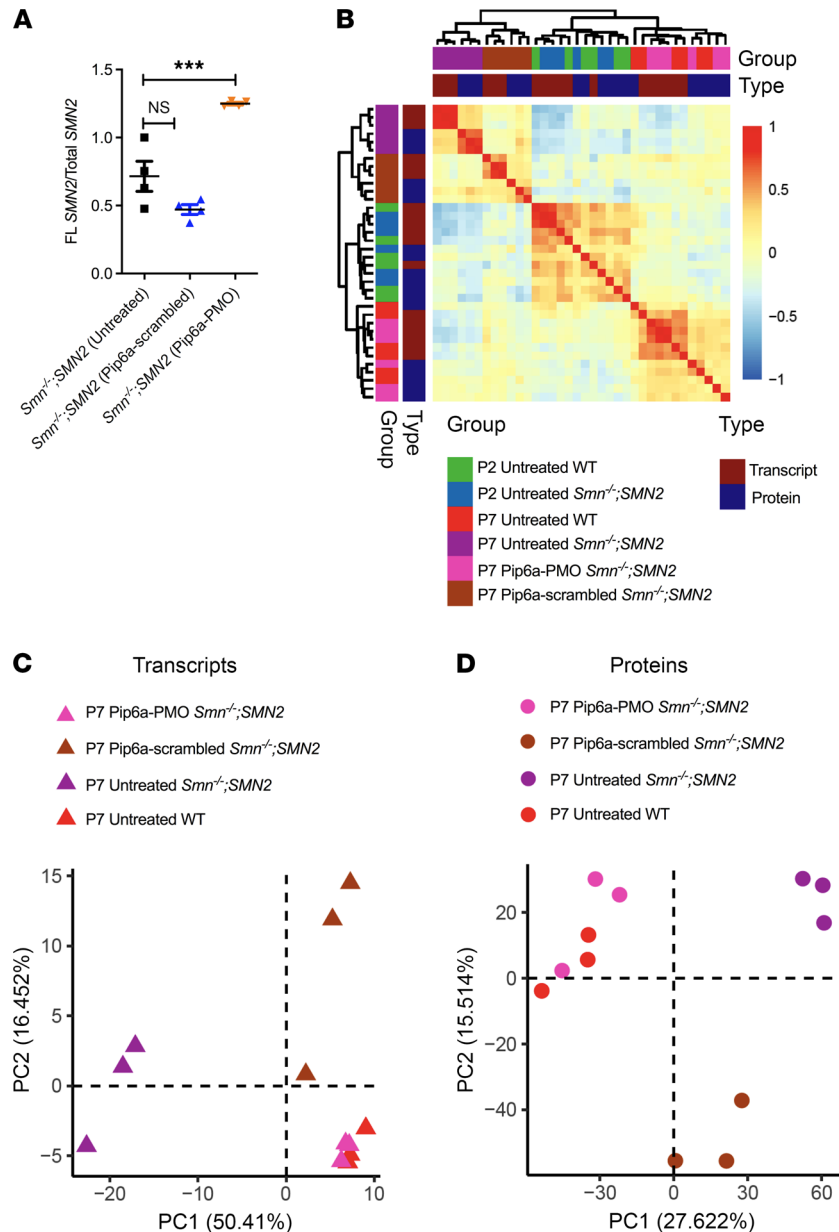 A
FL SMN2/Total SMN2
1.5
1.0
0.5
0.0
***
NS
Smn-/-;SMN2 (Untreated)
Smn-/-;SMN2 (Pip6a-scrambled)
Smn-/-;SMN2 (Pip6a-PMO)
B
Group
Type
1
0.5
0
−0.5
−1
Group
Type
Group
P2 Untreated WT
P2 Untreated Smn-/-;SMN2
P7 Untreated WT
P7 Untreated Smn-/-;SMN2
P7 Pip6a-PMO Smn-/-;SMN2
P7 Pip6a-scrambled Smn-/-;SMN2
Type
Transcript
Protein
C
Transcripts
P7 Pip6a-PMO Smn-/-;SMN2
P7 Pip6a-scrambled Smn-/-;SMN2
P7 Untreated Smn-/-;SMN2
P7 Untreated WT
PC2 (16.452%)
15
10
5
0
−5
−20
−10
0
10
PC1 (50.41%)
D
Proteins
P7 Pip6a-PMO Smn-/-;SMN2
P7 Pip6a-scrambled Smn-/-;SMN2
P7 Untreated Smn-/-;SMN2
P7 Untreated WT
PC2 (15.514%)
20
0
−20
−40
−30
0
30
60
PC1 (27.622%)